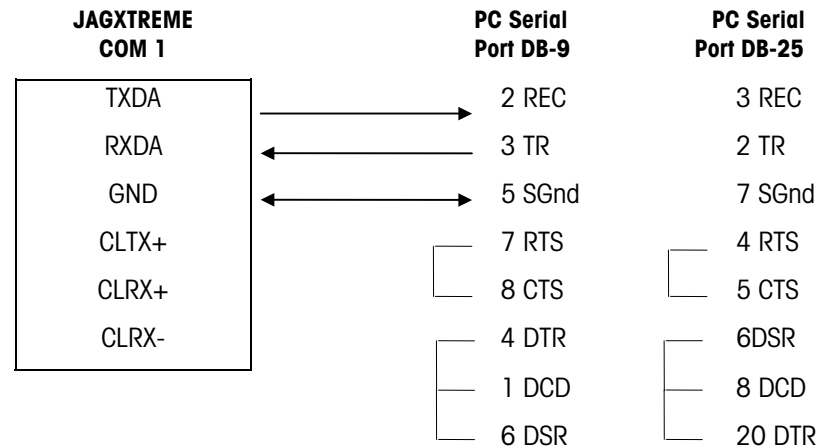 JAGXTREME PC Serial PC Serial
COM 1 Port DB-9 Port DB-25
TXDA 2 REC 3 REC
RXDA 3 TR 2 TR
GND 5 SGnd 7 SGnd
CLTX+ 7 RTS 4 RTS
CLRX+ 8 CTS 5 CTS
CLRX- 4 DTR 6DSR
1 DCD 8 DCD
6 DSR 20 DTR